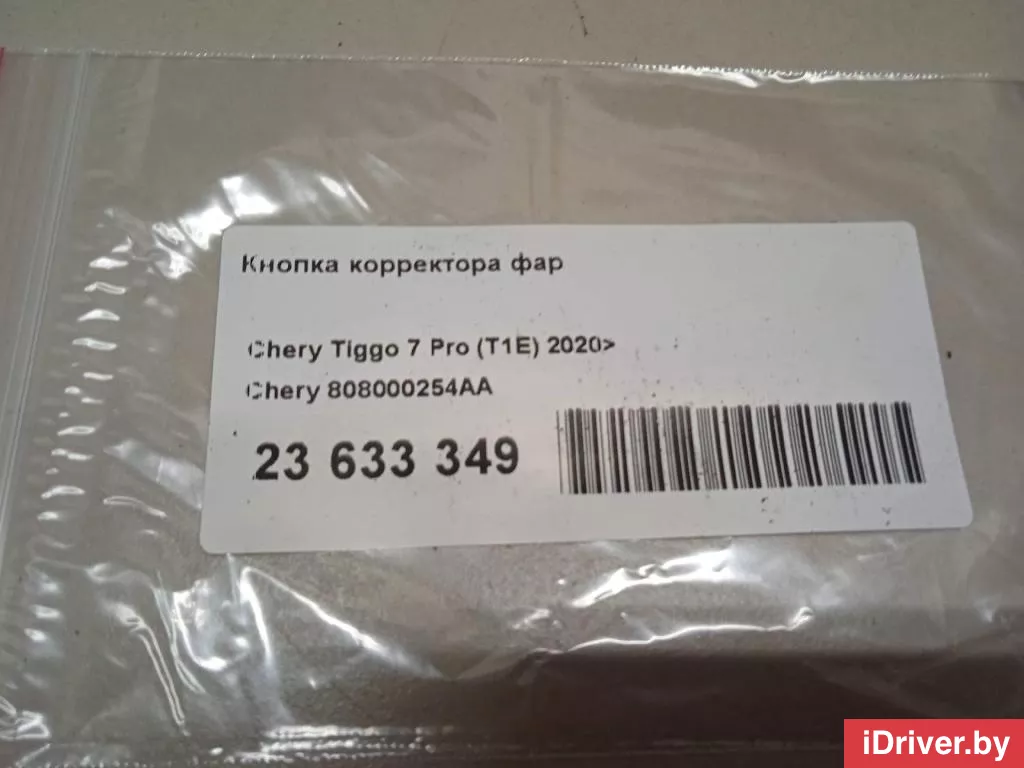 Кнопка корректора фар
Chery Tiggo 7 Pro (T1E) 2020>
Chery 808000254AA
23 633 349
iDriver.by